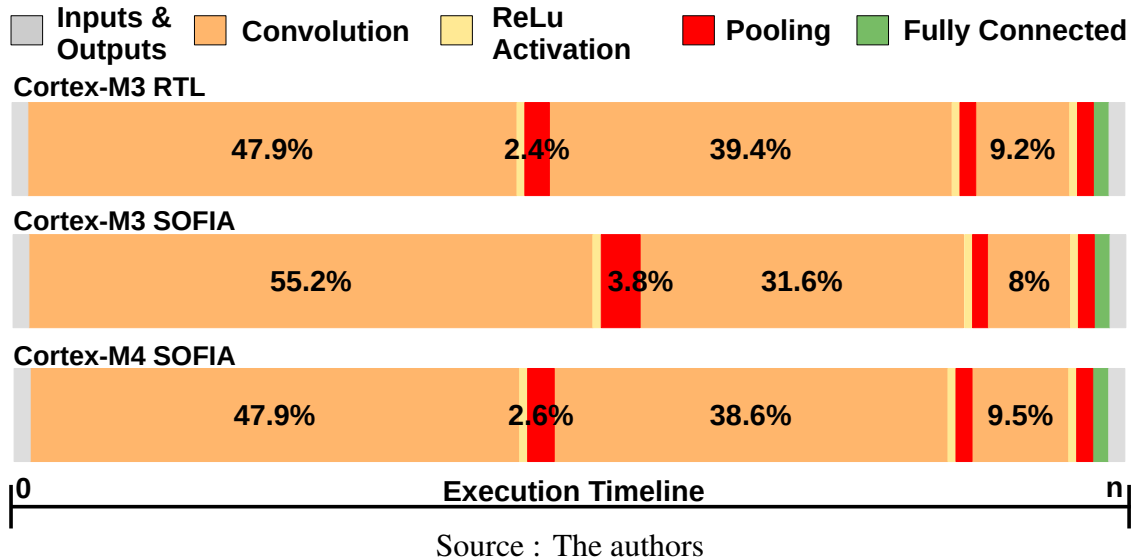 Inputs &
Outputs
Convolution
ReLu
Activation
Pooling
Fully Connected
Cortex-M3 RTL
47.9% 2.4% 39.4% 9.2%
Cortex-M3 SOFIA
55.2% 3.8% 31.6% 8%
Cortex-M4 SOFIA
47.9% 2.6% 38.6% 9.5%
0 Execution Timeline n
Source : The authors